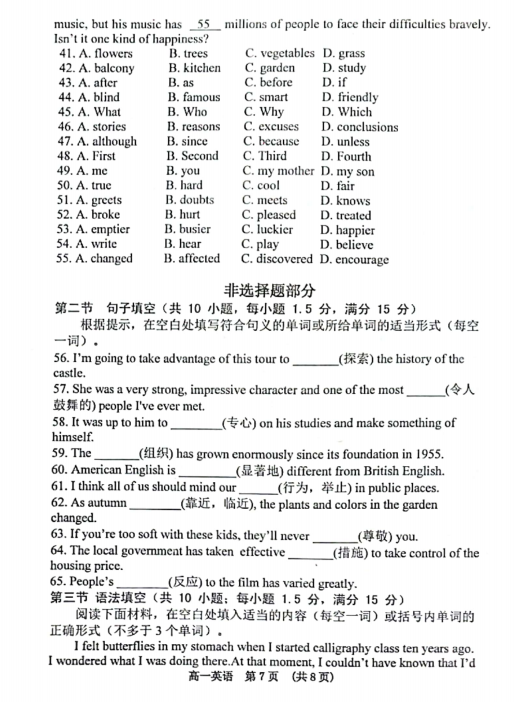 music, but his music has 55 millions of people to face their difficulties bravely.
Isn't it one kind of happiness?
41. A. flowers B. trees C. vegetables D. grass
42. A. balcony B. kitchen C. garden D. study
43. A. after B. as C. before D. if
44. A. blind B. famous C. smart D. friendly
45. A. What B. Who C. Why D. Which
46. A. stories B. reasons C. excuses D. conclusions
47. A. although B. since C. because D. unless
48. A. First B. Second C. Third D. Fourth
49. A. me B. you C. my mother D. my son
50. A. true B. hard C. cool D. fair
51. A. greets B. doubts C. meets D. knows
52. A. broke B. hurt C. pleased D. treated
53. A. emptier B. busier C. luckier D. happier
54. A. write B. hear C. play D. believe
55. A. changed B. affected C. discovered D. encourage
非选择题部分
第二节 句子填空（共 10 小题，每小题 1.5 分，满分 15 分）
根据提示，在空白处填写符合句义的单词或所给单词的适当形式（每空
一词）。
56. I'm going to take advantage of this tour to ______(探索) the history of the
castle.
57. She was a very strong, impressive character and one of the most ______(令人
鼓舞的) people I've ever met.
58. It was up to him to ______(专心) on his studies and make something of
himself.
59. The ______(组织) has grown enormously since its foundation in 1955.
60. American English is ______(显著地) different from British English.
61. I think all of us should mind our ______(行为，举止) in public places.
62. As autumn ______(靠近，临近), the plants and colors in the garden
changed.
63. If you're too soft with these kids, they'll never ______(尊敬) you.
64. The local government has taken effective ______(措施) to take control of the
housing price.
65. People's ______(反应) to the film has varied greatly.
第三节 语法填空（共 10 小题；每小题 1.5 分，满分 15 分）
阅读下面材料，在空白处填入适当的内容（每空一词）或括号内单词的
正确形式（不多于 3 个单词）。
I felt butterflies in my stomach when I started calligraphy class ten years ago.
I wondered what I was doing there.At that moment, I couldn't have known that I'd
高一英语 第 7 页 （共 8 页）